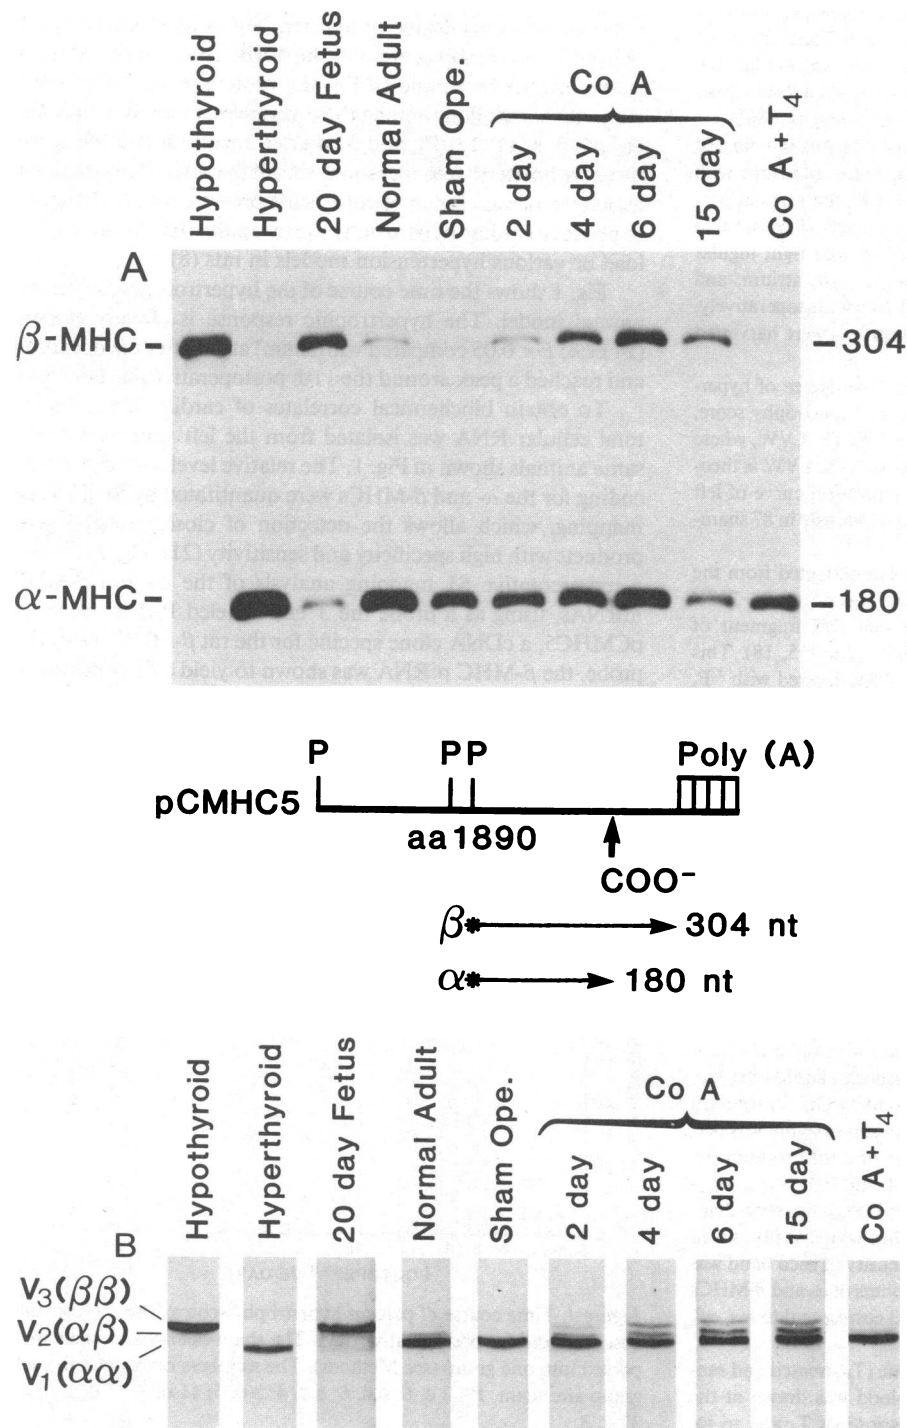 Hypothyroid
Hyperthyroid
20 day Fetus
Normal Adult
Sham Ope.
Co A
2 day
4 day
6 day
15 day
Co A+T4
A
β-MHC-
-304
α-MHC-
-180
P PP Poly (A)
pCMHC5
aa1890
COO⁻
β* 304 nt
α* 180 nt
Hypothyroid
Hyperthyroid
20 day Fetus
Normal Adult
Sham Ope.
Co A
2 day
4 day
6 day
15 day
Co A+T4
B
V3(ββ)
V2(αβ)
V1(αα)